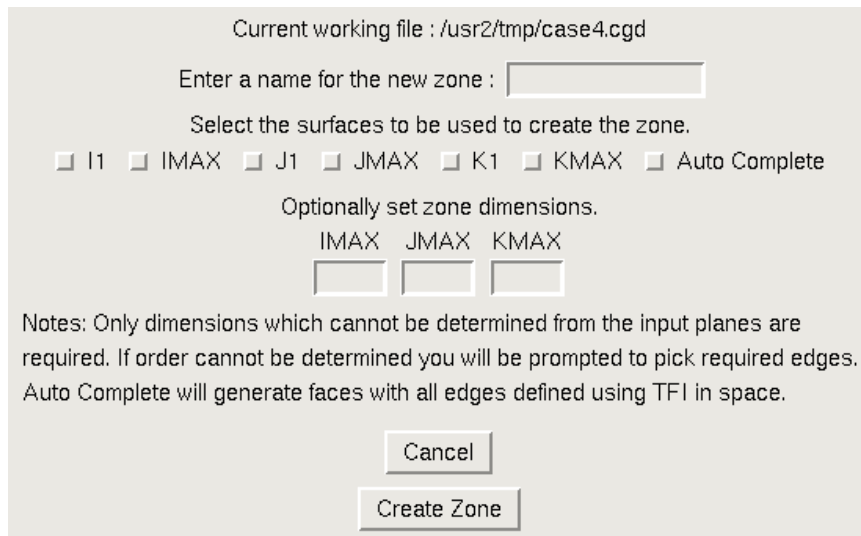 Current working file : /usr2/tmp/case4.cgd
Enter a name for the new zone :
Select the surfaces to be used to create the zone.
I1 IMAX J1 JMAX K1 KMAX Auto Complete
Optionally set zone dimensions.
IMAX JMAX KMAX
Notes: Only dimensions which cannot be determined from the input planes are
required. If order cannot be determined you will be prompted to pick required edges.
Auto Complete will generate faces with all edges defined using TFI in space.
Cancel
Create Zone